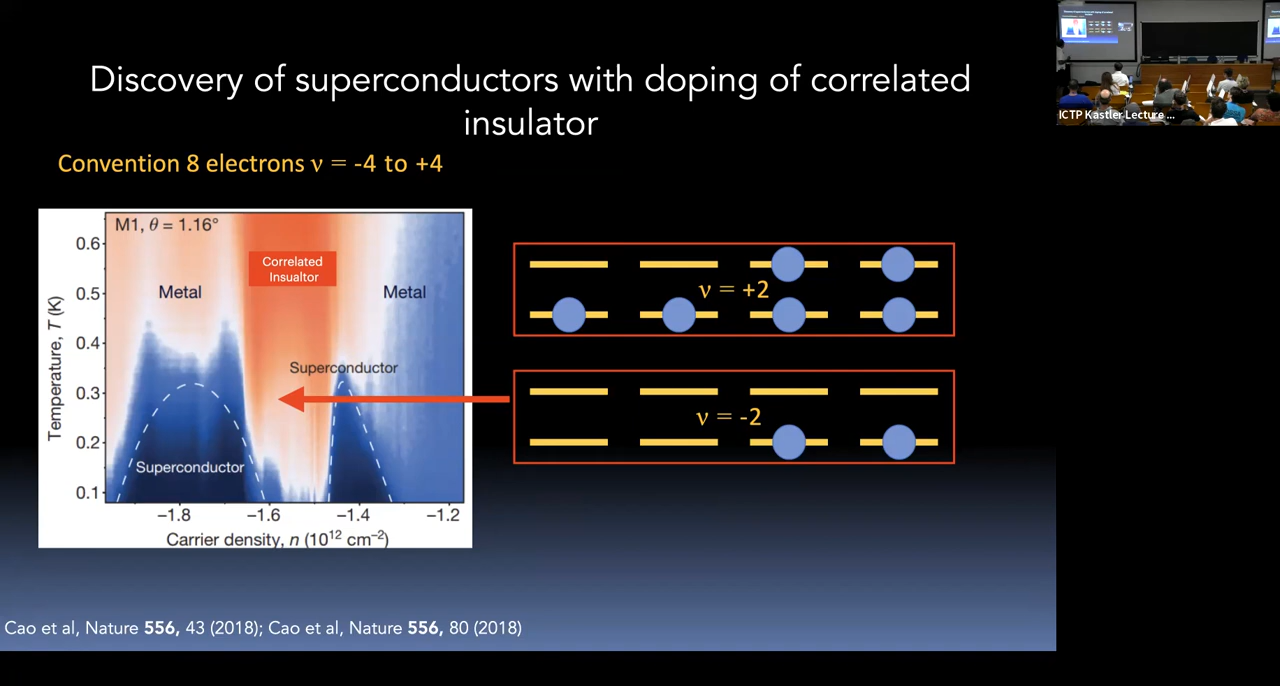 Discovery of superconductors with doping of correlated
insulator
Convention 8 electrons ν = -4 to +4
M1, θ = 1.16°
Correlated
Insualtor
Metal
Metal
Superconductor
Superconductor
Temperature, T (K)
0.6
0.5
0.4
0.3
0.2
0.1
−1.8
−1.6
−1.4
−1.2
Carrier density, n (10¹² cm⁻²)
ν = +2
ν = -2
Cao et al, Nature 556, 43 (2018); Cao et al, Nature 556, 80 (2018)
ICTP Kastler Lecture ...